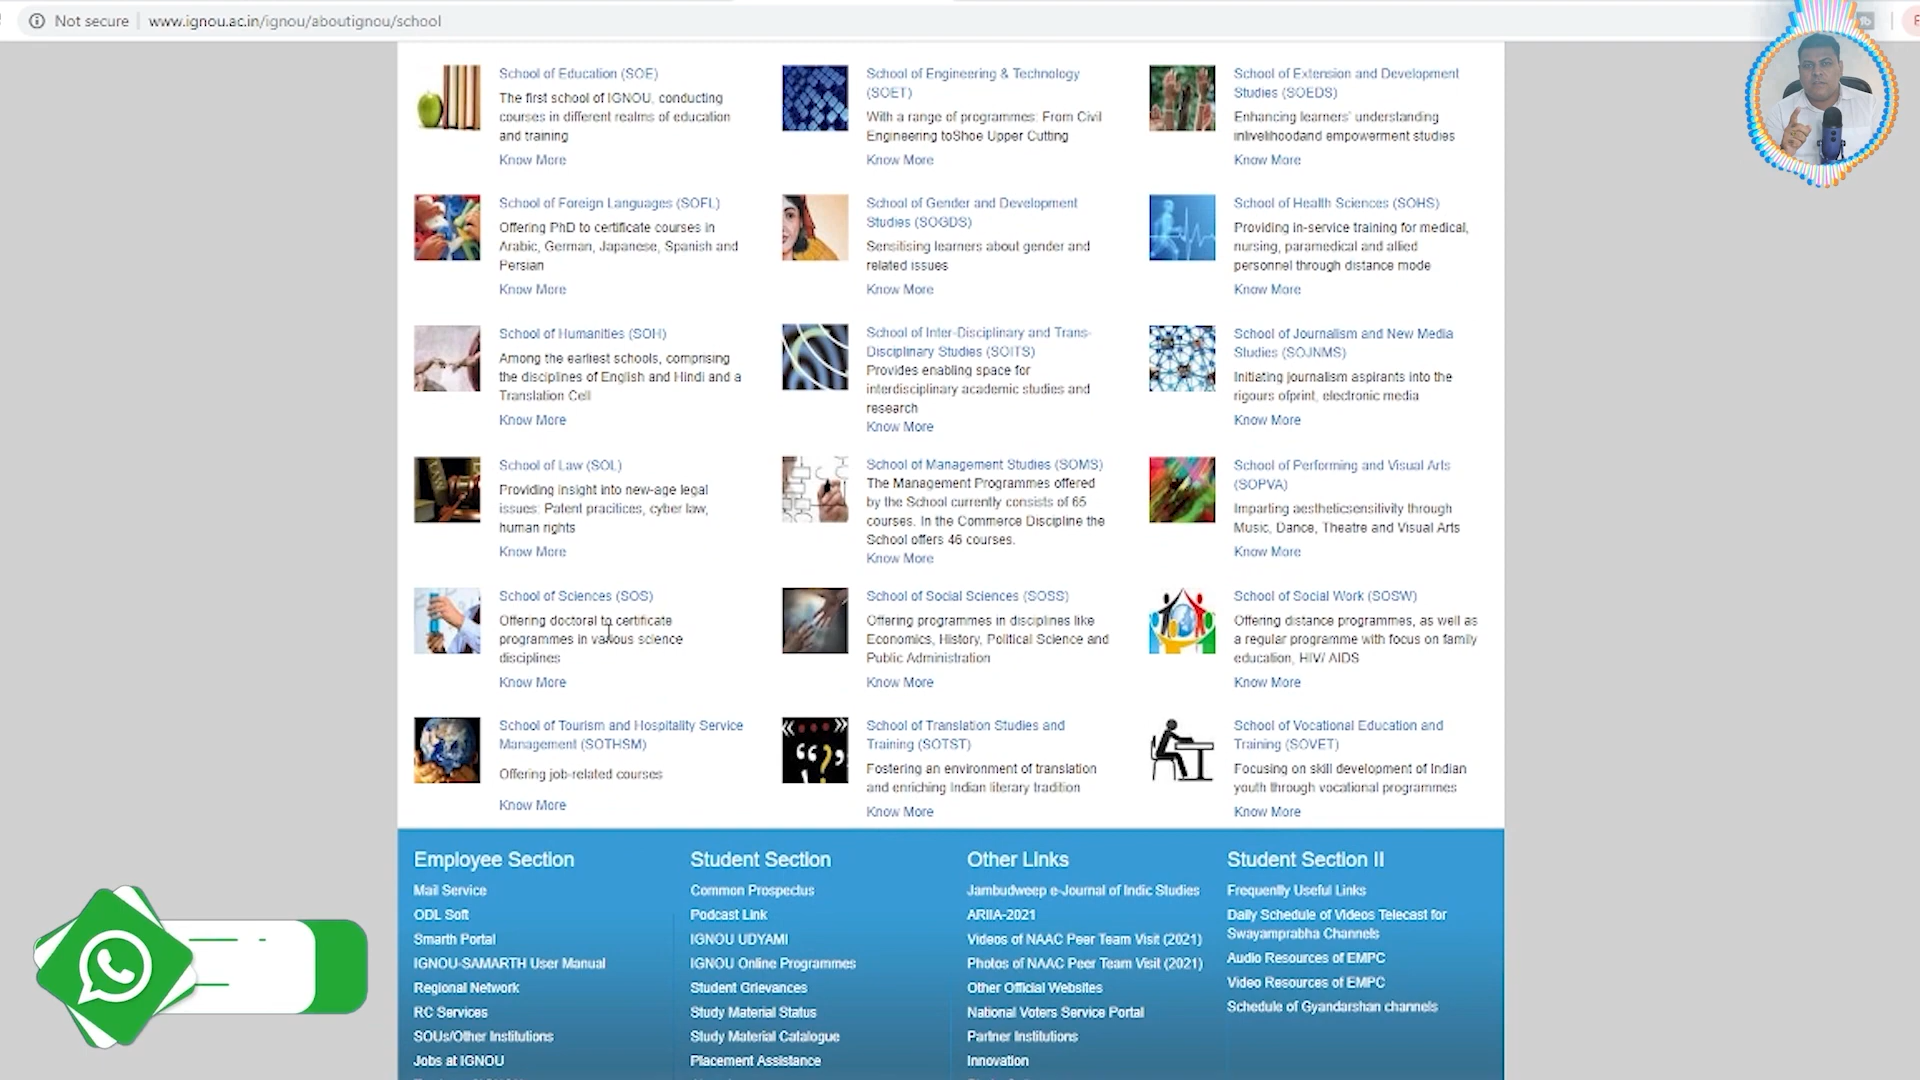 Not secure
www.ignou.ac.in/ignou/aboutignou/school
School of Education (SOE)
The first school of IGNOU, conducting
courses in different realms of education
and training
Know More
School of Engineering & Technology
(SOET)
With a range of programmes: From Civil
Engineering toShoe Upper Cutting
Know More
School of Extension and Development
Studies (SOEDS)
Enhancing learners' understanding
inlivelihoodand empowerment studies
Know More
School of Foreign Languages (SOFL)
Offering PhD to certificate courses in
Arabic, German, Japanese, Spanish and
Persian
Know More
School of Gender and Development
Studies (SOGDS)
Sensitising learners about gender and
related issues
Know More
School of Health Sciences (SOHS)
Providing in-service training for medical,
nursing, paramedical and allied
personnel through distance mode
Know More
School of Humanities (SOH)
Among the earliest schools, comprising
the disciplines of English and Hindi and a
Translation Cell
Know More
School of Inter-Disciplinary and Trans-
Disciplinary Studies (SOITS)
Provides enabling space for
interdisciplinary academic studies and
research
Know More
School of Journalism and New Media
Studies (SOJNMS)
Initiating journalism aspirants into the
rigours ofprint, electronic media
Know More
School of Law (SOL)
Providing insight into new-age legal
issues: Patent pracitices, cyber law,
human rights
Know More
School of Management Studies (SOMS)
The Management Programmes offered
by the School currently consists of 65
courses. In the Commerce Discipline the
School offers 46 courses.
Know More
School of Performing and Visual Arts
(SOPVA)
Imparting aestheticsensitivity through
Music, Dance, Theatre and Visual Arts
Know More
School of Sciences (SOS)
Offering doctoral to certificate
programmes in various science
disciplines
Know More
School of Social Sciences (SOSS)
Offering programmes in disciplines like
Economics, History, Political Science and
Public Administration
Know More
School of Social Work (SOSW)
Offering distance programmes, as well as
a regular programme with focus on family
education, HIV/ AIDS
Know More
School of Tourism and Hospitality Service
Management (SOTHSM)
Offering job-related courses
Know More
School of Translation Studies and
Training (SOTST)
Fostering an environment of translation
and enriching Indian literary tradition
Know More
School of Vocational Education and
Training (SOVET)
Focusing on skill development of Indian
youth through vocational programmes
Know More
Employee Section
Mail Service
ODL Soft
Smarth Portal
IGNOU-SAMARTH User Manual
Regional Network
RC Services
SOUs/Other Institutions
Jobs at IGNOU
Student Section
Common Prospectus
Podcast Link
IGNOU UDYAMI
IGNOU Online Programmes
Student Grievances
Study Material Status
Study Material Catalogue
Placement Assistance
Other Links
Jambudweep e-Journal of Indic Studies
ARIIA-2021
Videos of NAAC Peer Team Visit (2021)
Photos of NAAC Peer Team Visit (2021)
Other Official Websites
National Voters Service Portal
Partner Institutions
Innovation
Student Section II
Frequently Useful Links
Daily Schedule of Videos Telecast for
Swayamprabha Channels
Audio Resources of EMPC
Video Resources of EMPC
Schedule of Gyandarshan channels